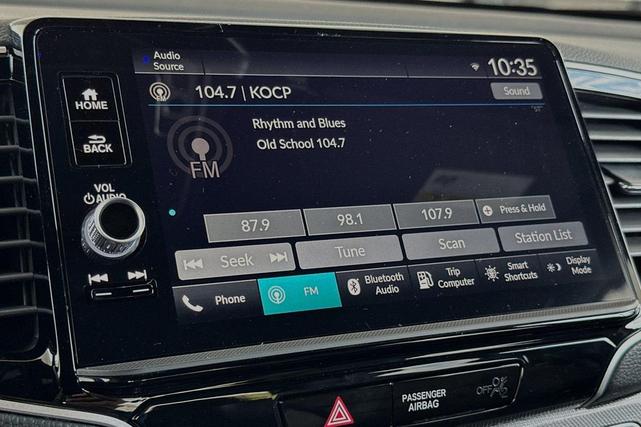 Audio
Source
10:35
HOME
104.7 | KOCP
Sound
Rhythm and Blues
BACK
Old School 104.7
FM
VOL
AUDIO
87.9
98.1
107.9
Press & Hold
Seek
Tune
Scan
Station List
Phone
FM
Bluetooth
Audio
Trip
Computer
Smart
Shortcuts
Display
Mode
PASSENGER
AIRBAG
OFF